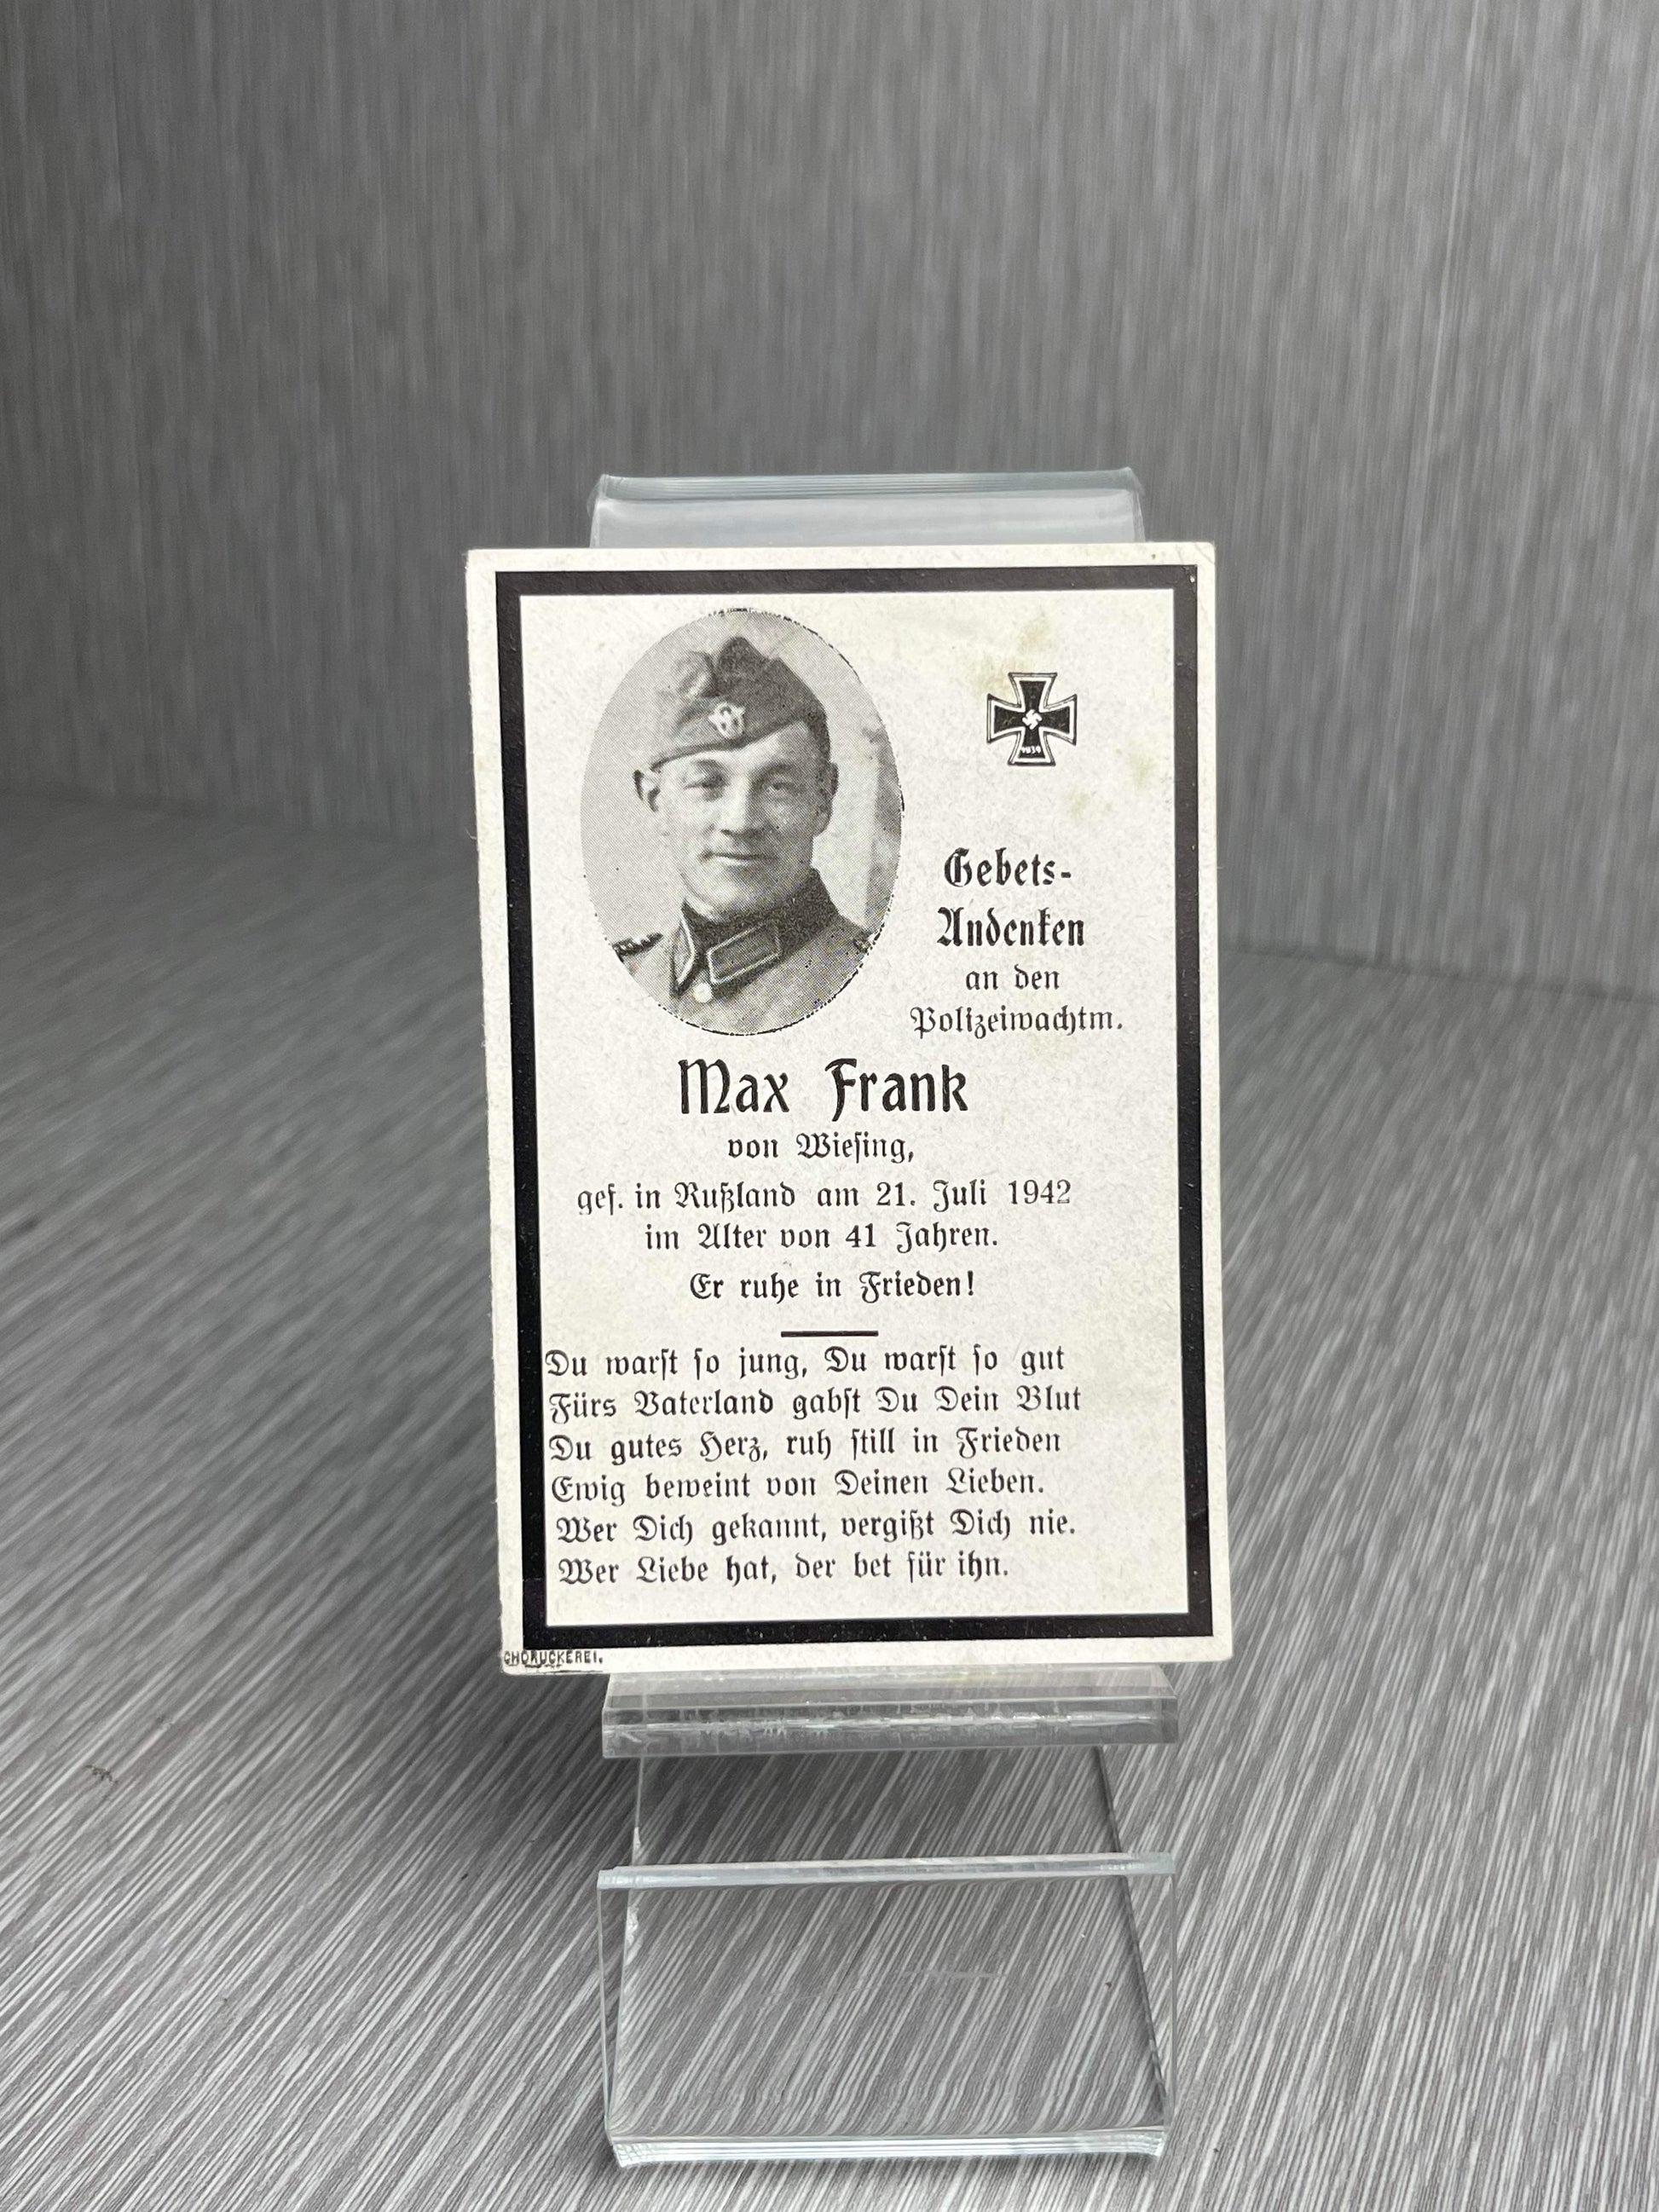 1939
Gebets-
Andenken
an den
Polizeiwachtm.
Max Frank
von Wiesing,
gef. in Rußland am 21. Juli 1942
im Alter von 41 Jahren.
Er ruhe in Frieden!
Du warst so jung, Du warst so gut
Fürs Vaterland gabst Du Dein Blut
Du gutes Herz, ruh still in Frieden
Ewig beweint von Deinen Lieben.
Wer Dich gekannt, vergißt Dich nie.
Wer Liebe hat, der bet für ihn.
CHDRUCKEREI.